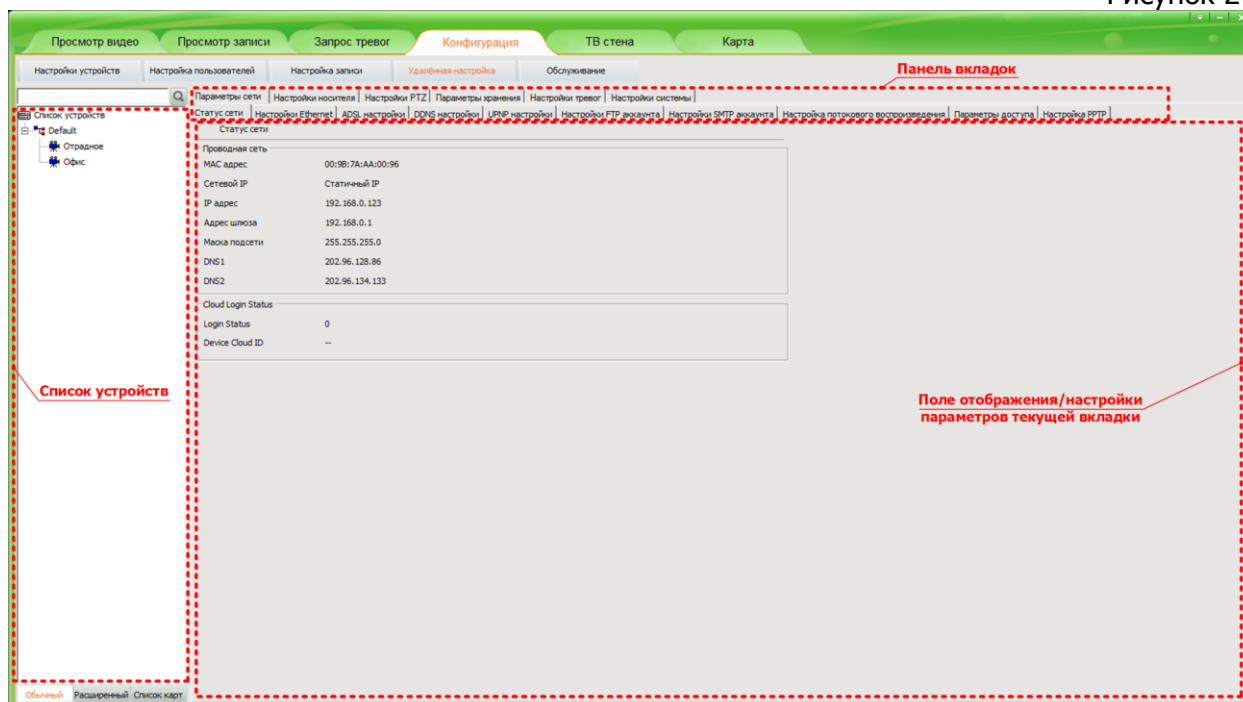 Рисунок 2
Просмотр видео Просмотр записи Запрос тревог Конфигурация ТВ стена Карта
Настройки устройств Настройка пользователей Настройка записи Удалённая настройка Обслуживание
Панель вкладок
Параметры сети Настройки носителя Настройки PTZ Параметры хранения Настройки тревог Настройки системы
Список устройств
Статус сети Настройки Ethernet ADSL настройки DDNS настройки UPNP настройки Настройки FTP аккаунта Настройки SMTP аккаунта Настройка потокового воспроизведения Параметры доступа Настройка PPTP
Default
Отрадное
Офис
Статус сети
Проводная сеть
MAC адрес 00:9B:7A:AA:00:96
Сетевой IP Статичный IP
IP адрес 192.168.0.123
Адрес шлюза 192.168.0.1
Маска подсети 255.255.255.0
DNS1 202.96.128.86
DNS2 202.96.134.133
Cloud Login Status
Login Status 0
Device Cloud ID --
Список устройств
Поле отображения/настройки
параметров текущей вкладки
Обычный Расширенный Список карт